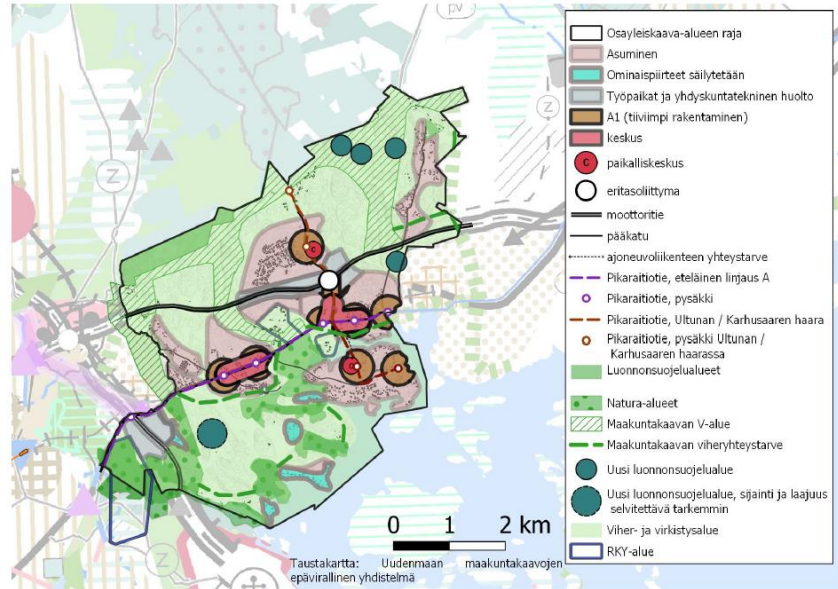 pv
Z
Z
Z
C
C
0 1 2 km
Taustakartta: Uudenmaan maakuntakaavojen
epävirallinen yhdistelmä
Osayleiskaava-alueen raja
Asuminen
Ominaispiirteet säilytetään
Työpaikat ja yhdyskuntatekninen huolto
A1 (tiiviimpi rakentaminen)
keskus
C paikalliskeskus
eritasoliittymä
moottoritie
pääkatu
ajoneuvoliikenteen yhteystarve
Pikaraitiotie, eteläinen linjaus A
Pikaraitiotie, pysäkki
Pikaraitiotie, Ultunan / Karhusaaren haara
Pikaraitiotie, pysäkki Ultunan /
Karhusaaren haarassa
Luonnonsuojelualueet
Natura-alueet
Maakuntakaavan V-alue
Maakuntakaavan viheryhteystarve
Uusi luonnonsuojelualue
Uusi luonnonsuojelualue, sijainti ja laajuus
selvitettävä tarkemmin
Viher- ja virkistysalue
RKY-alue